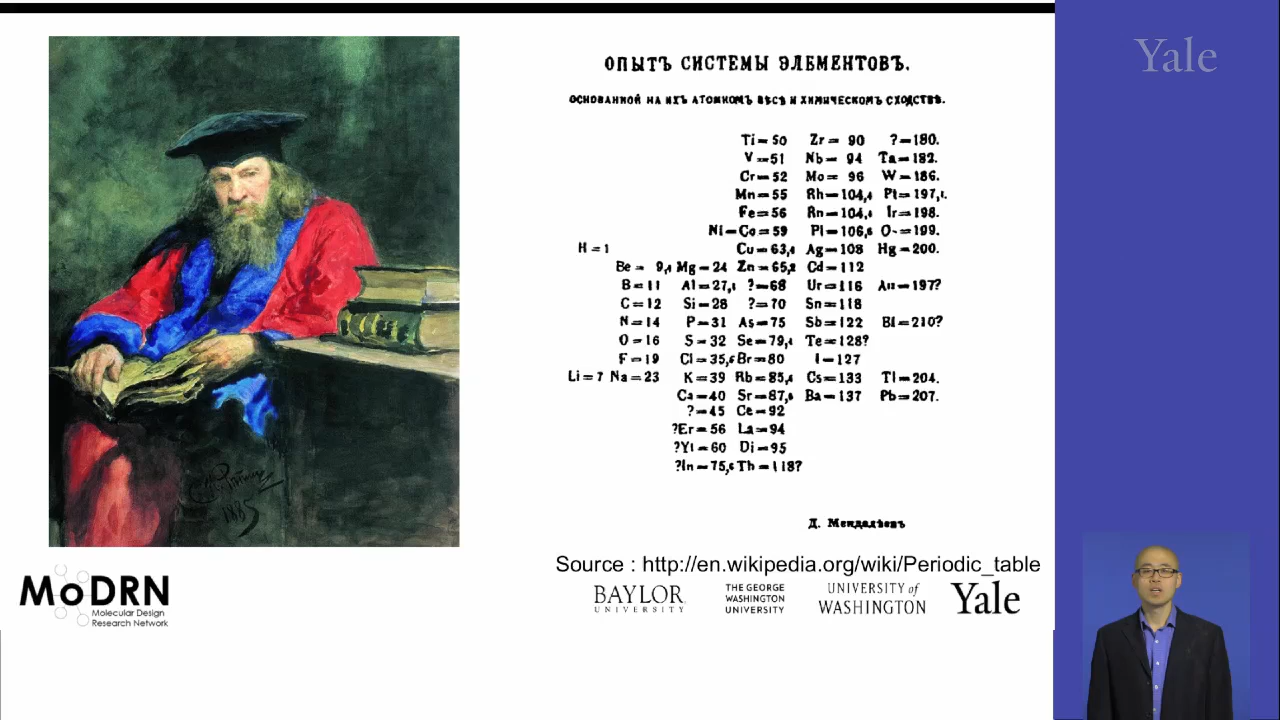 Yale
ОПЫТЪ СИСТЕМЫ ЭЛЕМЕНТОВЪ.
ОСНОВАННОЙ НА ИХЪ АТОМНОМЪ ВѢСѢ И ХИМИЧЕСКОМЪ СХОДСТВѢ.
Ti=50 Zr= 90 ?=180.
V=51 Nb= 94 Ta=182.
Cr=52 Mo= 96 W=186.
Mn=55 Rh=104,4 Pt=197,4.
Fe=56 Rn=104,4 Ir=198.
Ni=Co=59 Pl=106,6 O-=199.
H=1 Cu=63,4 Ag=108 Hg=200.
Be= 9,4 Mg=24 Zn=65,2 Cd=112
B=11 Al=27,4 ?=68 Ur=116 Au=197?
C=12 Si=28 ?=70 Sn=118
N=14 P=31 As=75 Sb=122 Bi=210?
O=16 S=32 Se=79,4 Te=128?
F=19 Cl=35,5 Br=80 I=127
Li=7 Na=23 K=39 Rb=85,4 Cs=133 Tl=204.
Ca=40 Sr=87,6 Ba=137 Pb=207.
?=45 Ce=92
?Er=56 La=94
?Yt=60 Di=95
?In=75,6 Th=118?
Д. Менделѣевъ
1885
Source : http://en.wikipedia.org/wiki/Periodic_table
MoDRN
Molecular Design
Research Network
BAYLOR
UNIVERSITY
THE GEORGE
WASHINGTON
UNIVERSITY
UNIVERSITY of
WASHINGTON
Yale